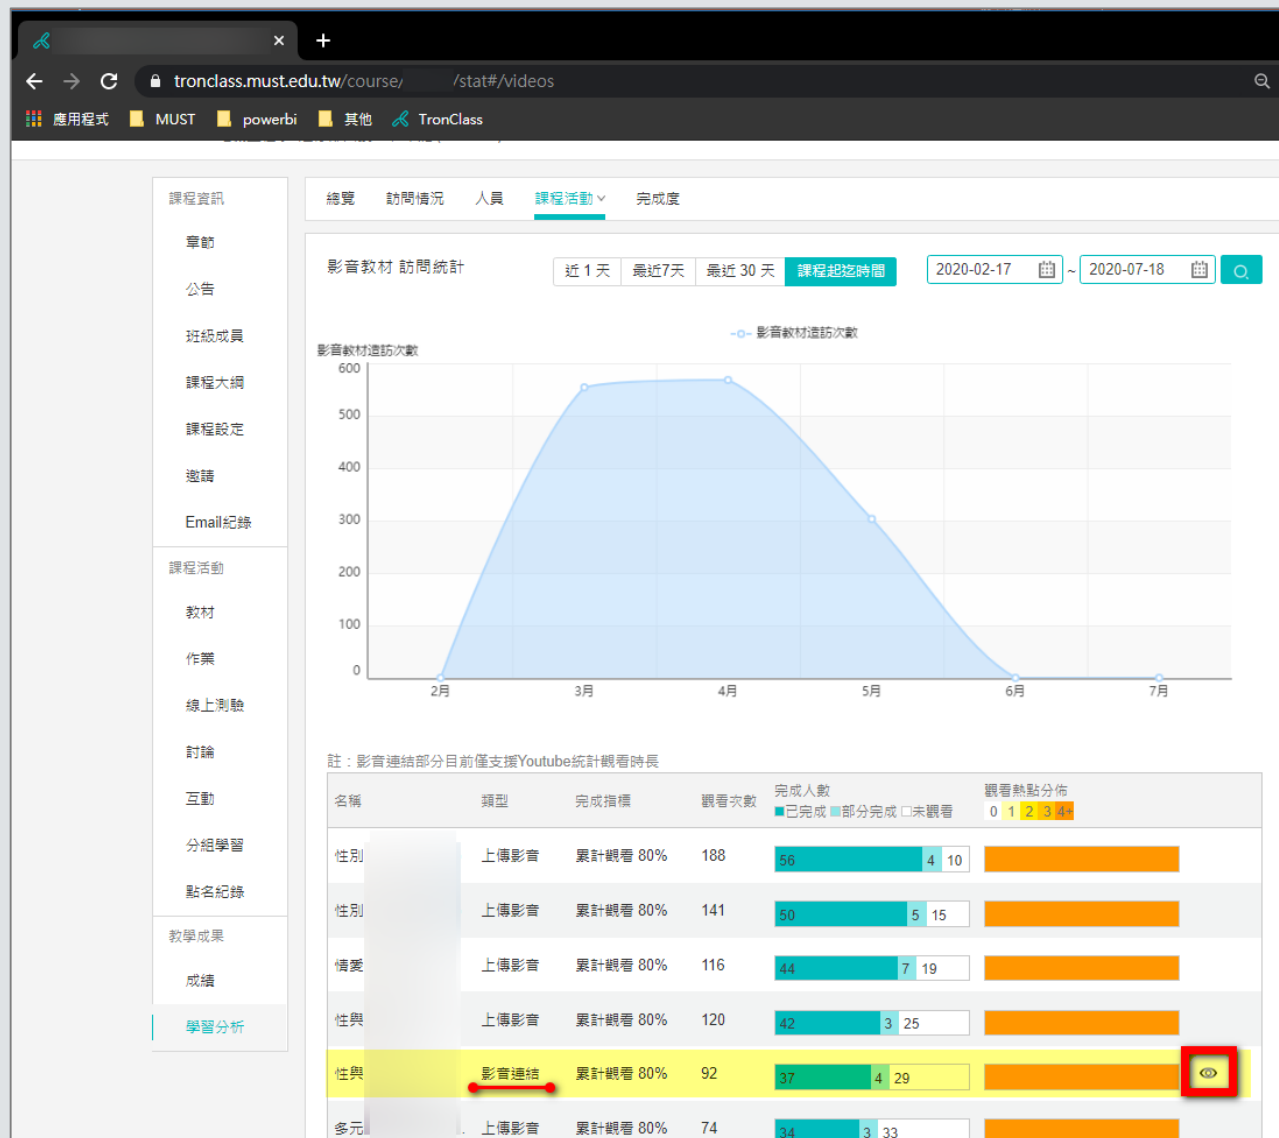 tronclass.must.edu.tw/course/ /stat#/videos
應用程式 MUST powerbi 其他 TronClass
課程資訊
章節
公告
班級成員
課程大綱
課程設定
邀請
Email紀錄
課程活動
教材
作業
線上測驗
討論
互動
分組學習
點名紀錄
教學成果
成績
學習分析
總覽 訪問情況 人員 課程活動 完成度
影音教材 訪問統計 近 1 天 最近7天 最近 30 天 課程起迄時間 2020-02-17 ~ 2020-07-18
影音教材造訪次數
影音教材造訪次數
600
500
400
300
200
100
0
2月 3月 4月 5月 6月 7月
註：影音連結部分目前僅支援Youtube統計觀看時長
名稱 類型 完成指標 觀看次數 完成人數 觀看熱點分佈
已完成 部分完成 未觀看 0 1 2 3 4+
性別 上傳影音 累計觀看 80% 188 56 4 10
性別 上傳影音 累計觀看 80% 141 50 5 15
情愛 上傳影音 累計觀看 80% 116 44 7 19
性與 上傳影音 累計觀看 80% 120 42 3 25
性與 影音連結 累計觀看 80% 92 37 4 29
多元 . 上傳影音 累計觀看 80% 74 34 3 33